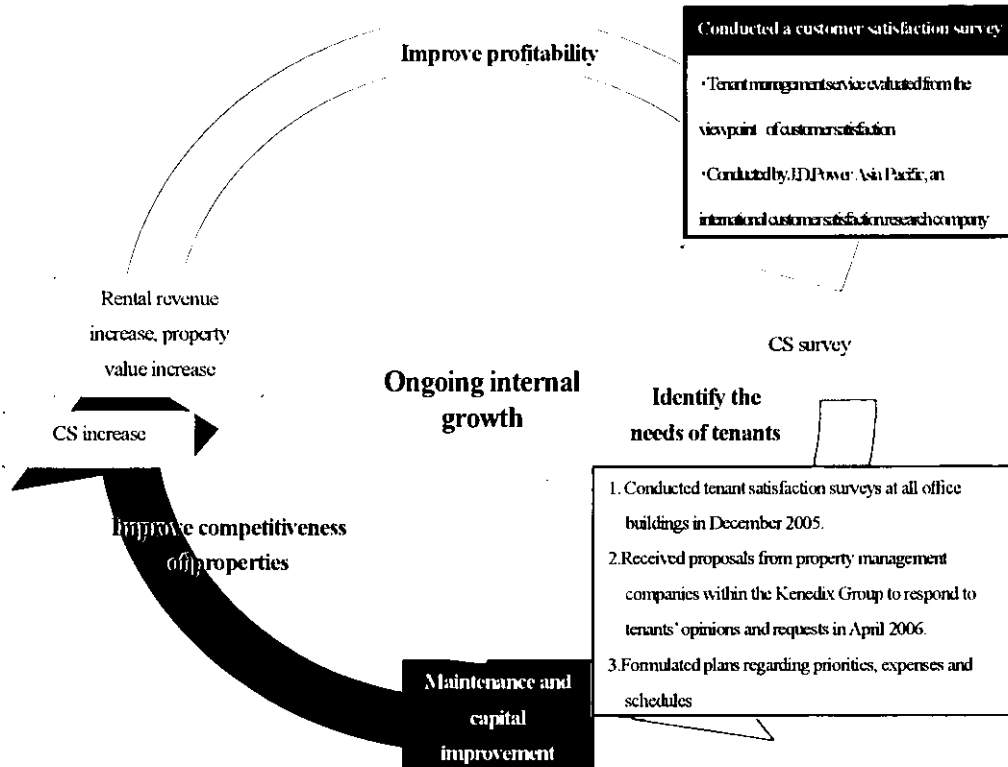 Improve profitability
Conducted a customer satisfaction survey
・Tenant management service evaluated from the
viewpoint of customer satisfaction
・Conducted by J.D.Power Asia Pacific, an
international customer satisfaction research company
Rental revenue
increase, property
value increase
CS survey
Ongoing internal
growth
Identify the
needs of tenants
CS increase
1. Conducted tenant satisfaction surveys at all office
buildings in December 2005.
2.Received proposals from property management
companies within the Kenedix Group to respond to
tenants' opinions and requests in April 2006.
3.Formulated plans regarding priorities, expenses and
schedules
Improve competitiveness
of properties
Maintenance and
capital
improvement